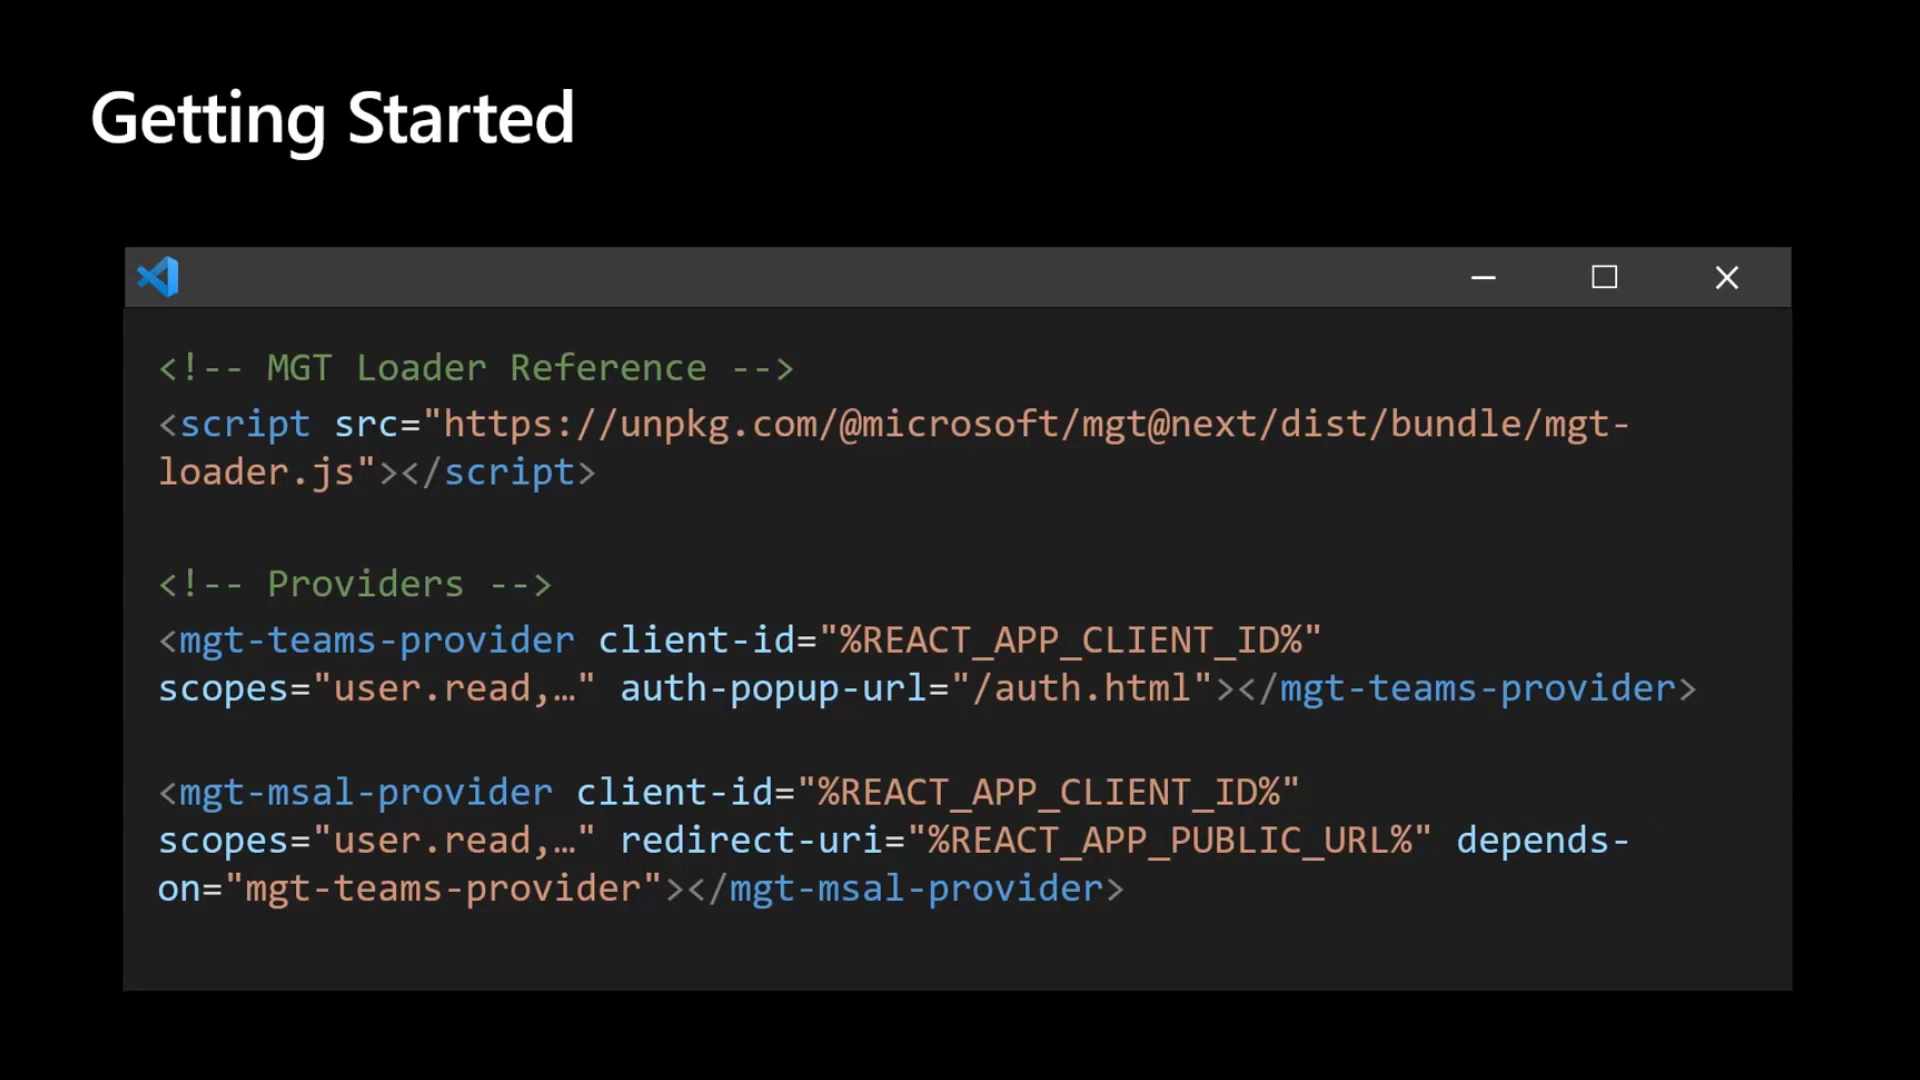 Getting Started
<!-- MGT Loader Reference -->
<script src="https://unpkg.com/@microsoft/mgt@next/dist/bundle/mgt-
loader.js"></script>
<!-- Providers -->
<mgt-teams-provider client-id="%REACT_APP_CLIENT_ID%"
scopes="user.read,…" auth-popup-url="/auth.html"></mgt-teams-provider>
<mgt-msal-provider client-id="%REACT_APP_CLIENT_ID%"
scopes="user.read,…" redirect-uri="%REACT_APP_PUBLIC_URL%" depends-
on="mgt-teams-provider"></mgt-msal-provider>